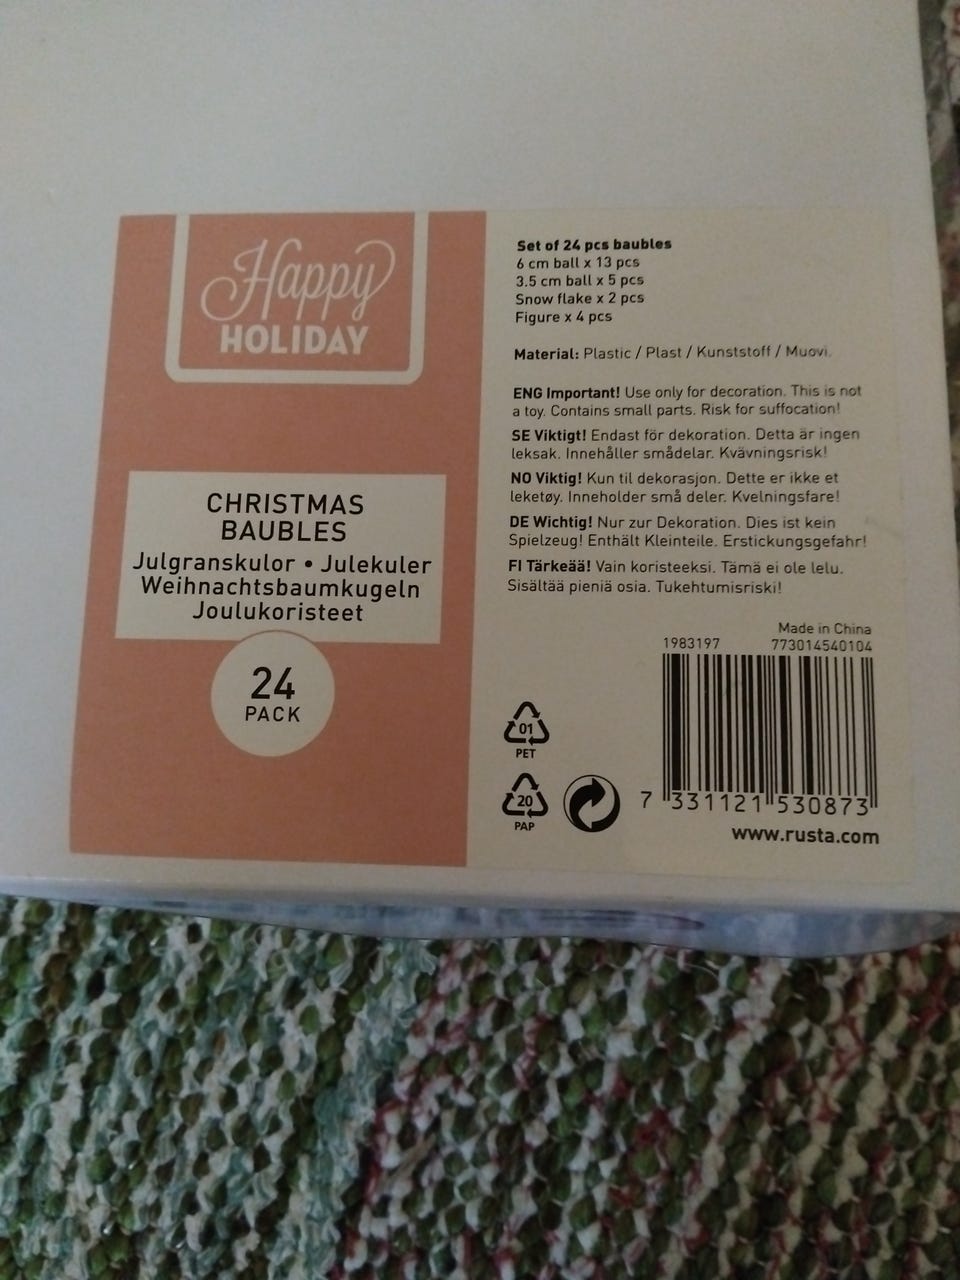 Happy
HOLIDAY
CHRISTMAS
BAUBLES
Julgranskulor • Julekuler
Weihnachtsbaumkugeln
Joulukoristeet
24
PACK
Set of 24 pcs baubles
6 cm ball x 13 pcs
3.5 cm ball x 5 pcs
Snow flake x 2 pcs
Figure x 4 pcs
Material: Plastic / Plast / Kunststoff / Muovi.
ENG Important! Use only for decoration. This is not
a toy. Contains small parts. Risk for suffocation!
SE Viktigt! Endast för dekoration. Detta är ingen
leksak. Innehåller smådelar. Kvävningsrisk!
NO Viktig! Kun til dekorasjon. Dette er ikke et
leketøy. Inneholder små deler. Kvelningsfare!
DE Wichtig! Nur zur Dekoration. Dies ist kein
Spielzeug! Enthält Kleinteile. Erstickungsgefahr!
FI Tärkeää! Vain koristeeksi. Tämä ei ole lelu.
Sisältää pieniä osia. Tukehtumisriski!
Made in China
1983197 773014540104
01
PET
20
PAP
7 331121 530873
www.rusta.com